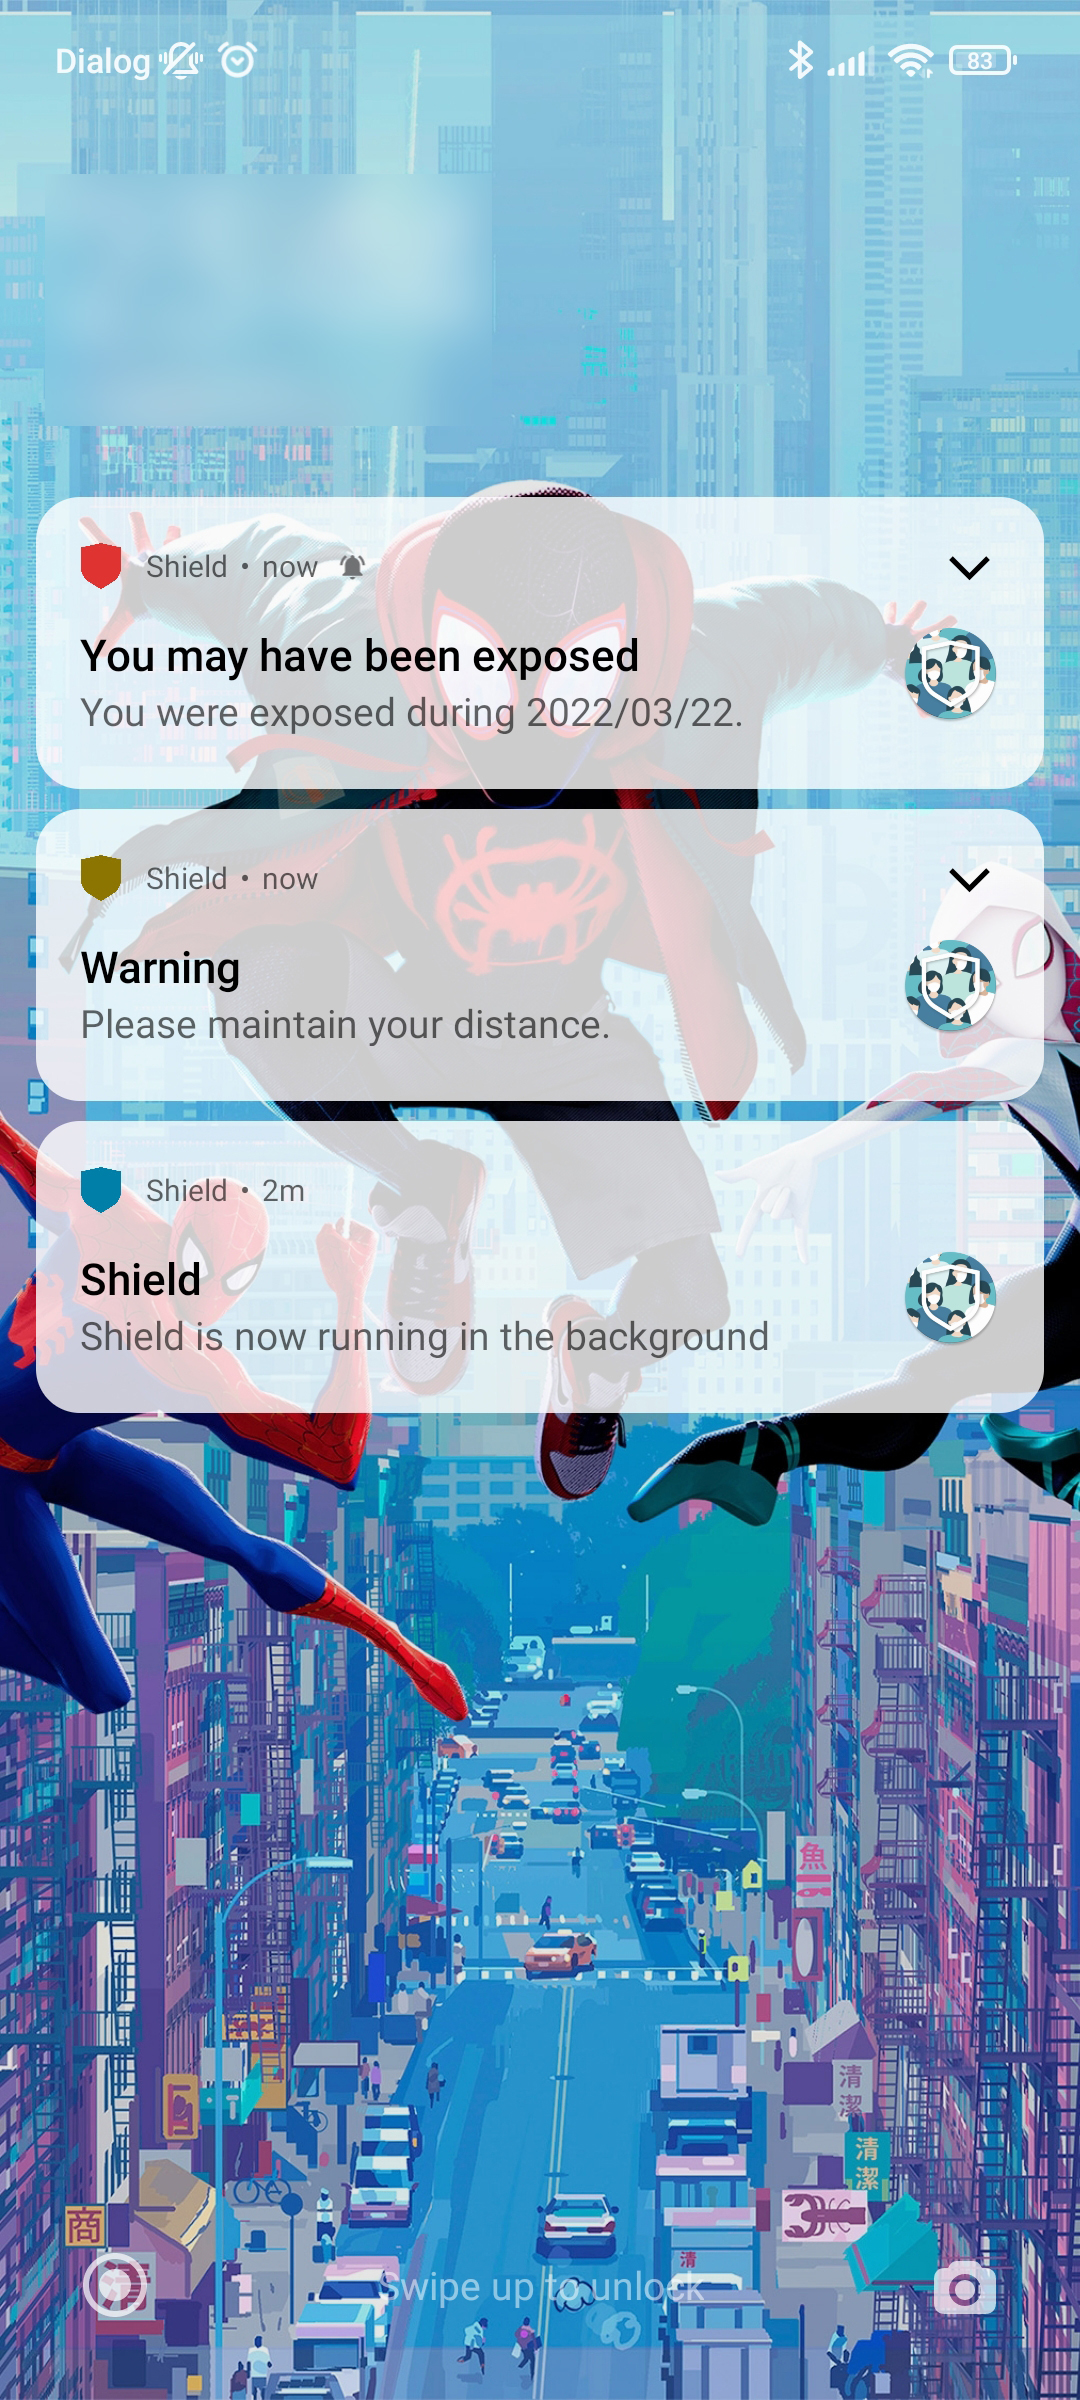 Dialog 83
Shield • now
You may have been exposed
You were exposed during 2022/03/22.
Shield • now
Warning
Please maintain your distance.
Shield • 2m
Shield
Shield is now running in the background
魚
清
潔
清
潔
商
清
Swipe up to unlock